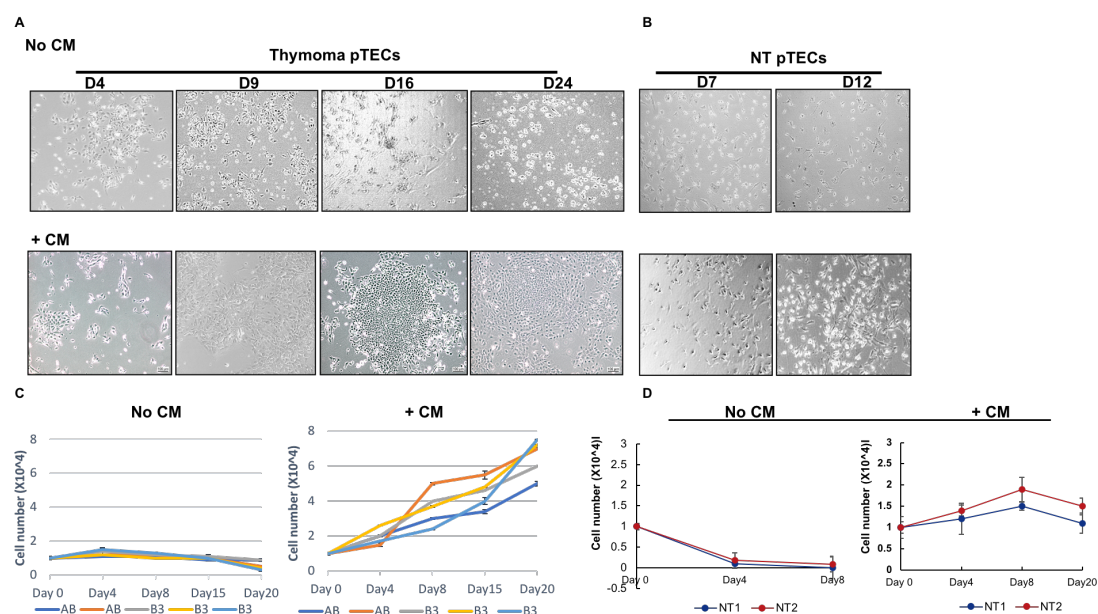 A
B
No CM
Thymoma pTECs
NT pTECs
D4
D9
D16
D24
D7
D12
+ CM
C
D
No CM
+ CM
No CM
+ CM
Cell number (X10^4)
8
6
4
2
0
Day 0
Day4
Day8
Day15
Day20
AB
AB
B3
B3
B3
Cell number (X10^4)
8
6
4
2
0
Day 0
Day4
Day8
Day15
Day20
AB
AB
B3
B3
B3
Cell number (X10^4)l
3
2.5
2
1.5
1
0.5
0
-0.5
Day 0
Day4
Day8
NT1
NT2
Cell number (X10^4)l
3
2.5
2
1.5
1
0.5
0
Day 0
Day4
Day8
Day20
NT1
NT2